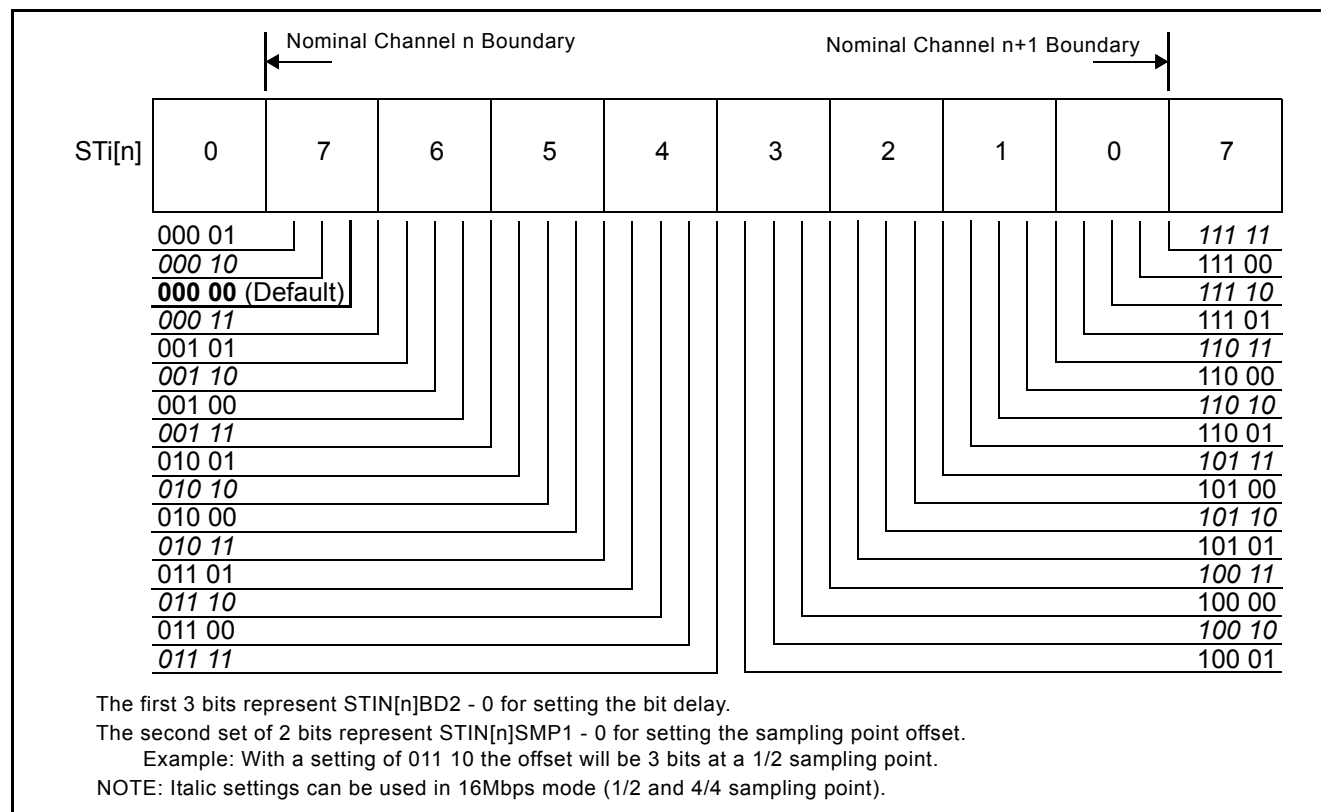 Nominal Channel n Boundary Nominal Channel n+1 Boundary
STi[n] 0 7 6 5 4 3 2 1 0 7
000 01 111 11
000 10 111 00
000 00 (Default) 111 10
000 11 111 01
001 01 110 11
001 10 110 00
001 00 110 10
001 11 110 01
010 01 101 11
010 10 101 00
010 00 101 10
010 11 101 01
011 01 100 11
011 10 100 00
011 00 100 10
011 11 100 01
The first 3 bits represent STIN[n]BD2 - 0 for setting the bit delay.
The second set of 2 bits represent STIN[n]SMP1 - 0 for setting the sampling point offset.
Example: With a setting of 011 10 the offset will be 3 bits at a 1/2 sampling point.
NOTE: Italic settings can be used in 16Mbps mode (1/2 and 4/4 sampling point).